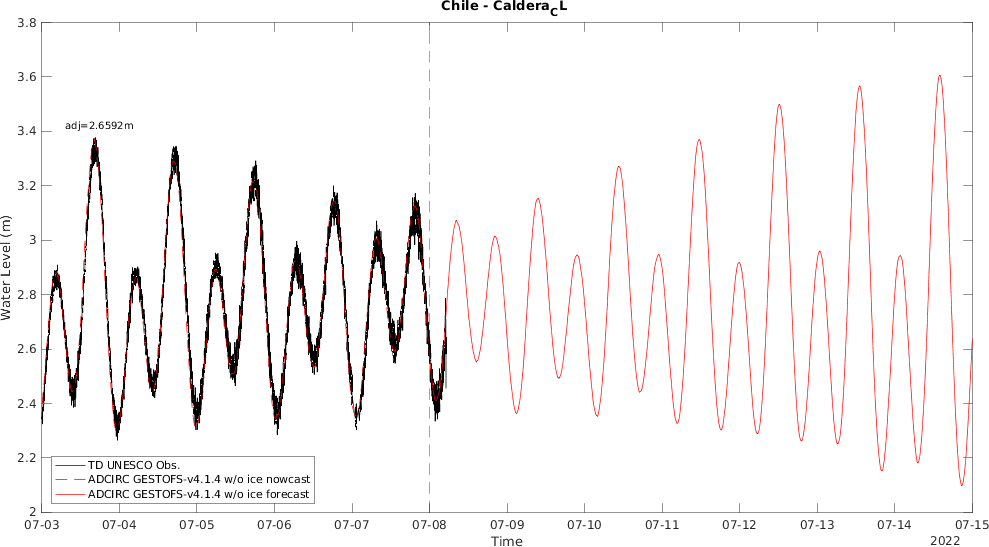 Chile - Caldera_CL
3.8
3.6
3.4
3.2
3
2.8
2.6
2.4
2.2
2
Water Level (m)
adj=2.6592m
TD UNESCO Obs.
ADCIRC GESTOFS-v4.1.4 w/o ice nowcast
ADCIRC GESTOFS-v4.1.4 w/o ice forecast
07-03 07-04 07-05 07-06 07-07 07-08 07-09 07-10 07-11 07-12 07-13 07-14 07-15
Time
2022